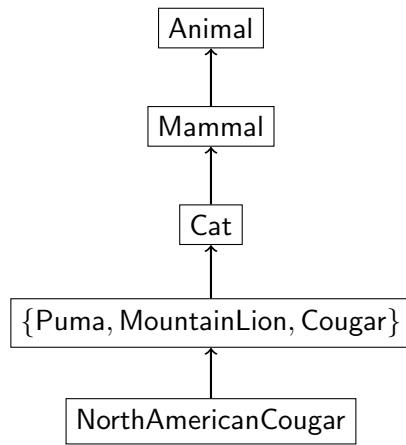 Animal
Mammal
Cat
{Puma, MountainLion, Cougar}
NorthAmericanCougar